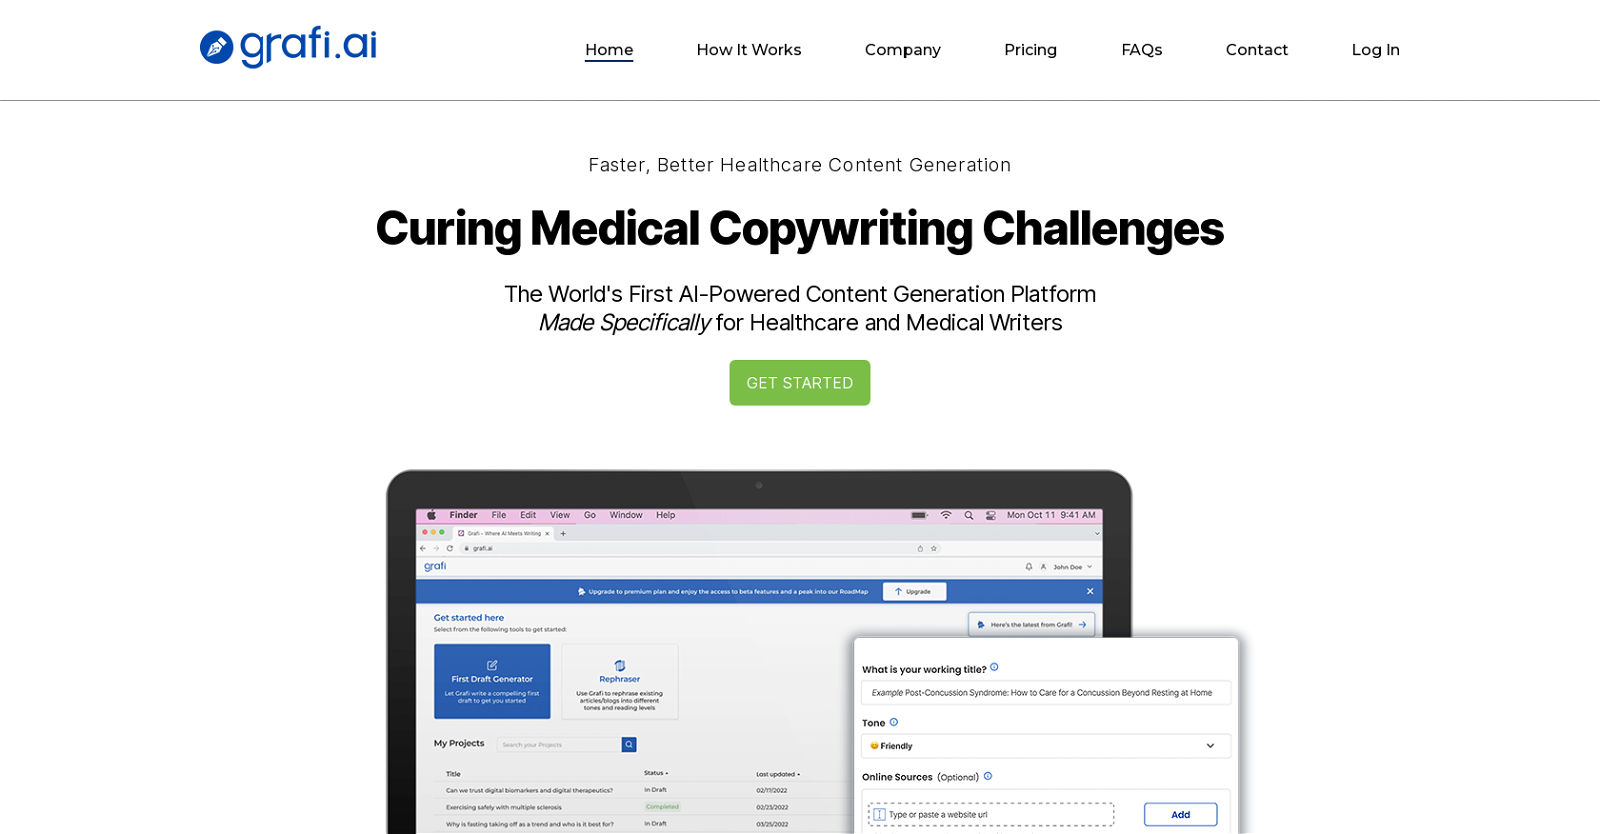 grafi.ai
Home How It Works Company Pricing FAQs Contact Log In
Faster, Better Healthcare Content Generation
Curing Medical Copywriting Challenges
The World's First AI-Powered Content Generation Platform
Made Specifically for Healthcare and Medical Writers
GET STARTED
Finder File Edit View Go Window Help Mon Oct 11 9:41 AM
Grafi - Where AI Meets Writing
grafi.ai
grafi John Doe
Upgrade to premium plan and enjoy the access to beta features and a peak into our RoadMap Upgrade
Get started here
Select from the following tools to get started:
Here's the latest from Grafi!
First Draft Generator
Let Grafi write a compelling first
draft to get you started
Rephraser
Use Grafi to rephrase existing
articles/blogs into different
tones and reading levels
My Projects Search your Projects
Title Status Last updated
Can we trust digital biomarkers and digital therapeutics? In Draft 02/17/2022
Exercising safely with multiple sclerosis Completed 02/23/2022
Why is fasting taking off as a trend and who is it best for? In Draft 03/25/2022
What is your working title?
Example Post-Concussion Syndrome: How to Care for a Concussion Beyond Resting at Home
Tone
Friendly
Online Sources (Optional)
Type or paste a website url Add